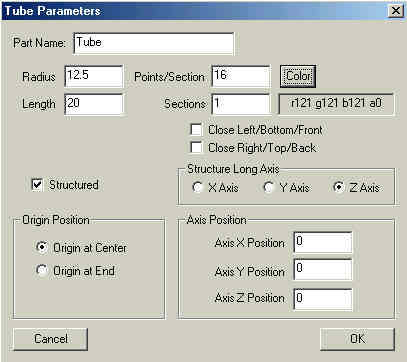 Tube Parameters
Part Name: Tube
Radius 12.5 Points/Section 16 Color
Length 20 Sections 1 r121 g121 b121 a0
Close Left/Bottom/Front
Close Right/Top/Back
Structured
Structure Long Axis
X Axis Y Axis Z Axis
Origin Position
Origin at Center
Origin at End
Axis Position
Axis X Position 0
Axis Y Position 0
Axis Z Position 0
Cancel OK